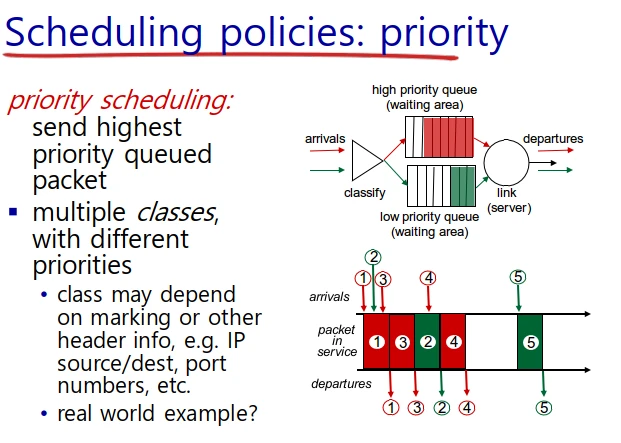 Scheduling policies: priority
priority scheduling:
send highest
priority queued
packet
▪ multiple classes,
with different
priorities
• class may depend
on marking or other
header info, e.g. IP
source/dest, port
numbers, etc.
• real world example?
high priority queue
(waiting area)
arrivals
departures
classify
link
(server)
low priority queue
(waiting area)
2
1 3 4 5
arrivals
packet
in
service
1 3 2 4 5
departures
1 3 2 4 5